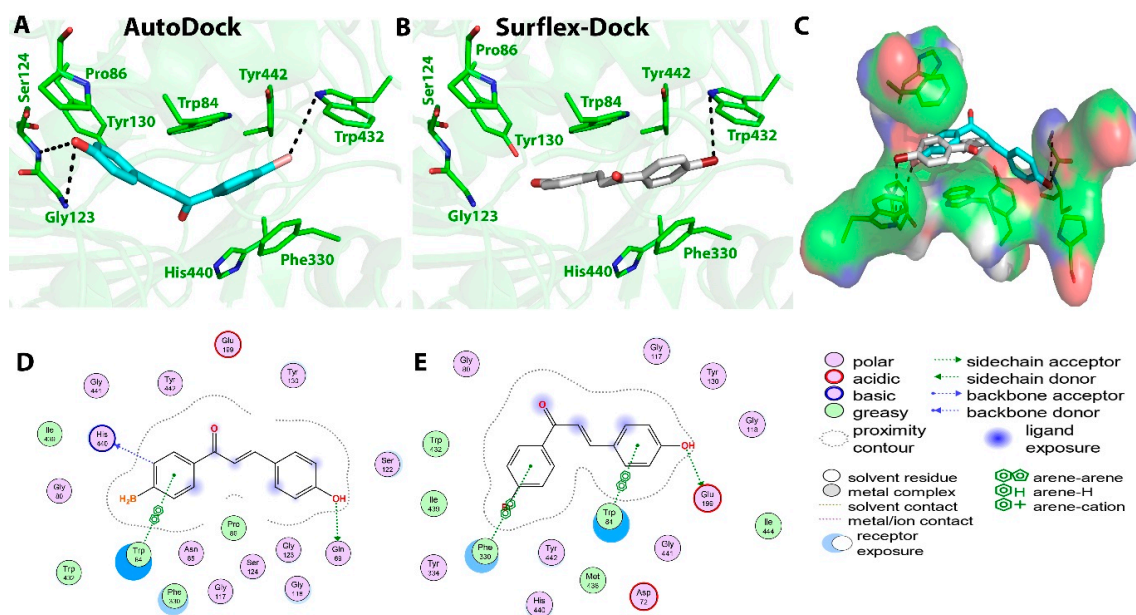 A AutoDock
B Surflex-Dock
C
Ser124
Pro86
Tyr442
Trp84
Tyr130
Trp432
Gly123
Phe330
His440
Ser124
Pro86
Tyr442
Trp84
Tyr130
Trp432
Gly123
Phe330
His440
D
Glu
Gly
441
Tyr
442
Tyr
130
Ile
His
440
O
Ser
122
Gly
80
H₂B
OH
Pro
Trp
84
Asn
Gly
123
Gln
Ser
124
Trp
432
Phe
330
Gly
117
Gly
118
E
Gly
80
Gly
117
Tyr
130
O
Trp
432
Gly
118
OH
Ile
439
Glu
Trp
84
Ile
444
Phe
330
Tyr
442
Gly
441
Tyr
334
Met
436
His
440
Asp
72
polar
acidic
basic
greasy
proximity
contour
sidechain acceptor
sidechain donor
backbone acceptor
backbone donor
ligand
exposure
solvent residue
metal complex
solvent contact
metal/ion contact
receptor
exposure
arene-arene
H arene-H
+ arene-cation